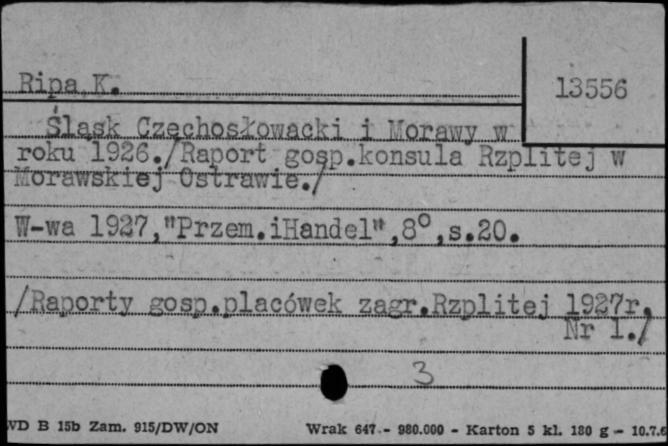 Ripa K.
13556
Śląsk Czechosłowacki i Morawy w
roku 1926./Raport gosp.konsula Rzplitej w
Morawskiej Ostrawie./
W-wa 1927,"Przem.iHandel",8°,s.20.
/Raporty gosp.placówek zagr.Rzplitej 1927r.
Nr 1./
3
WD B 15b Zam. 915/DW/ON
Wrak 647 - 980.000 - Karton 5 kl. 180 g - 10.7.6